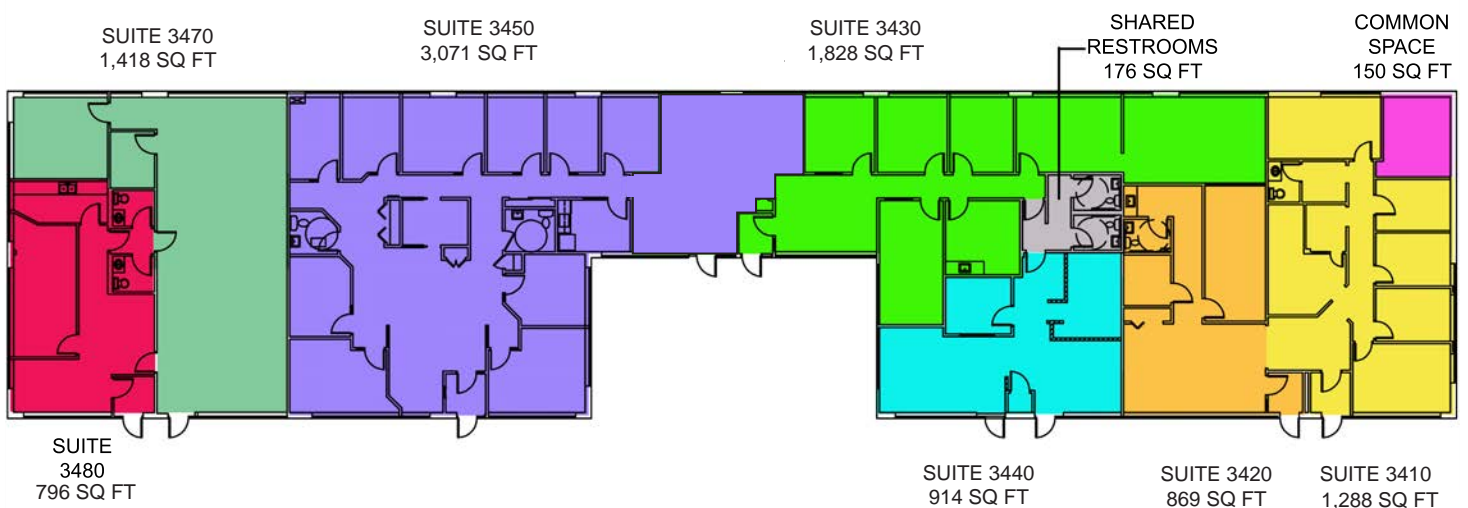 SUITE 3470
1,418 SQ FT
SUITE 3450
3,071 SQ FT
SUITE 3430
1,828 SQ FT
SHARED
RESTROOMS
176 SQ FT
COMMON
SPACE
150 SQ FT
SUITE
3480
796 SQ FT
SUITE 3440
914 SQ FT
SUITE 3420
869 SQ FT
SUITE 3410
1,288 SQ FT